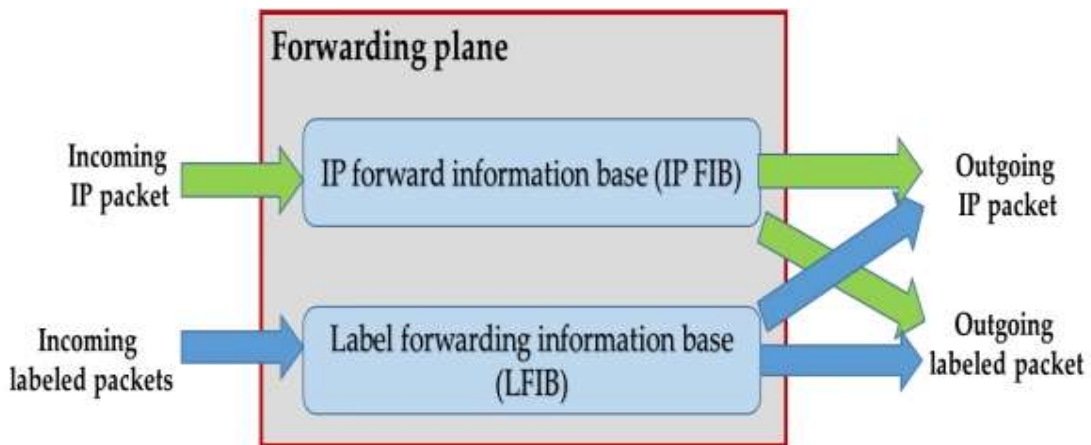 Forwarding plane
Incoming
IP packet
IP forward information base (IP FIB)
Outgoing
IP packet
Incoming
labeled packets
Label forwarding information base
(LFIB)
Outgoing
labeled packet